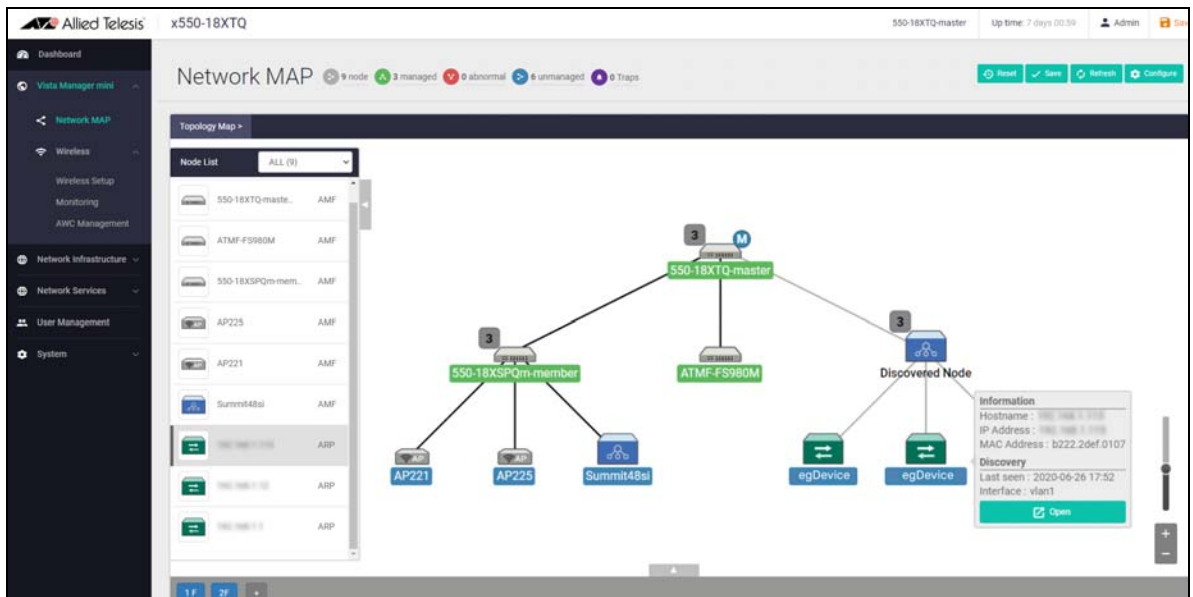 Allied Telesis
x550-18XTQ
550-18XTQ-master
Up time: 7 days 00:59
Admin
Dashboard
Vista Manager mini
Network MAP
Wireless
Wireless Setup
Monitoring
AWC Management
Network Infrastructure
Network Services
User Management
System
Network MAP 9 node 3 managed 0 abnormal 6 unmanaged 0 Traps
Reset Save Refresh Configure
Topology Map >
Node List ALL (9)
550-18XTQ-maste.. AMF
ATMF-FS980M AMF
550-18XSPQm-mem.. AMF
AP225 AMF
AP221 AMF
Summit48si AMF
ARP
ARP
ARP
3 M
550-18XTQ-master
3
550-18XSPQm-member
ATMF-FS980M
3
Discovered Node
AP
AP221
AP
AP225
Summit48si
egDevice
egDevice
Information
Hostname :
IP Address :
MAC Address : b222.2def.0107
Discovery
Last seen : 2020-06-26 17:52
Interface : vlan1
Open
+
-
1F 2F +